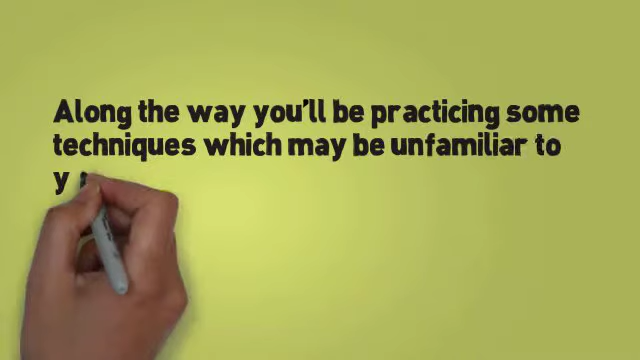 Along the way you'll be practicing some
techniques which may be unfamiliar to
y